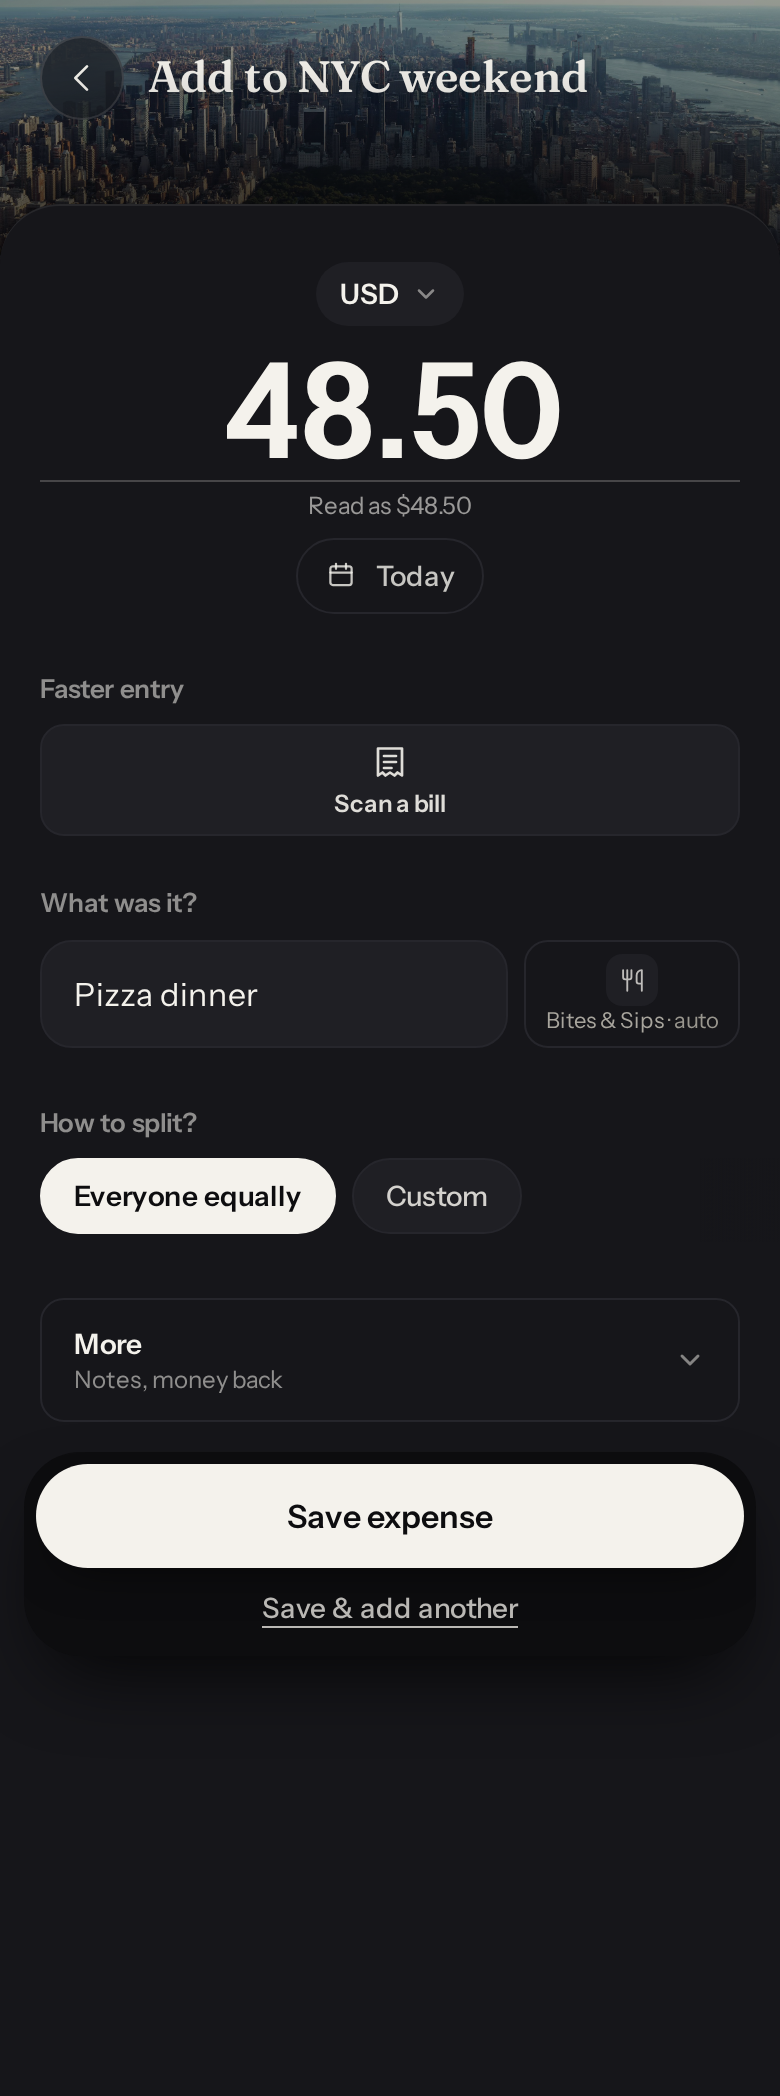 Add to NYC weekend
USD
48.50
Read as $48.50
Today
Faster entry
Scan a bill
What was it?
Pizza dinner
Bites & Sips · auto
How to split?
Everyone equally
Custom
More
Notes, money back
Save expense
Save & add another